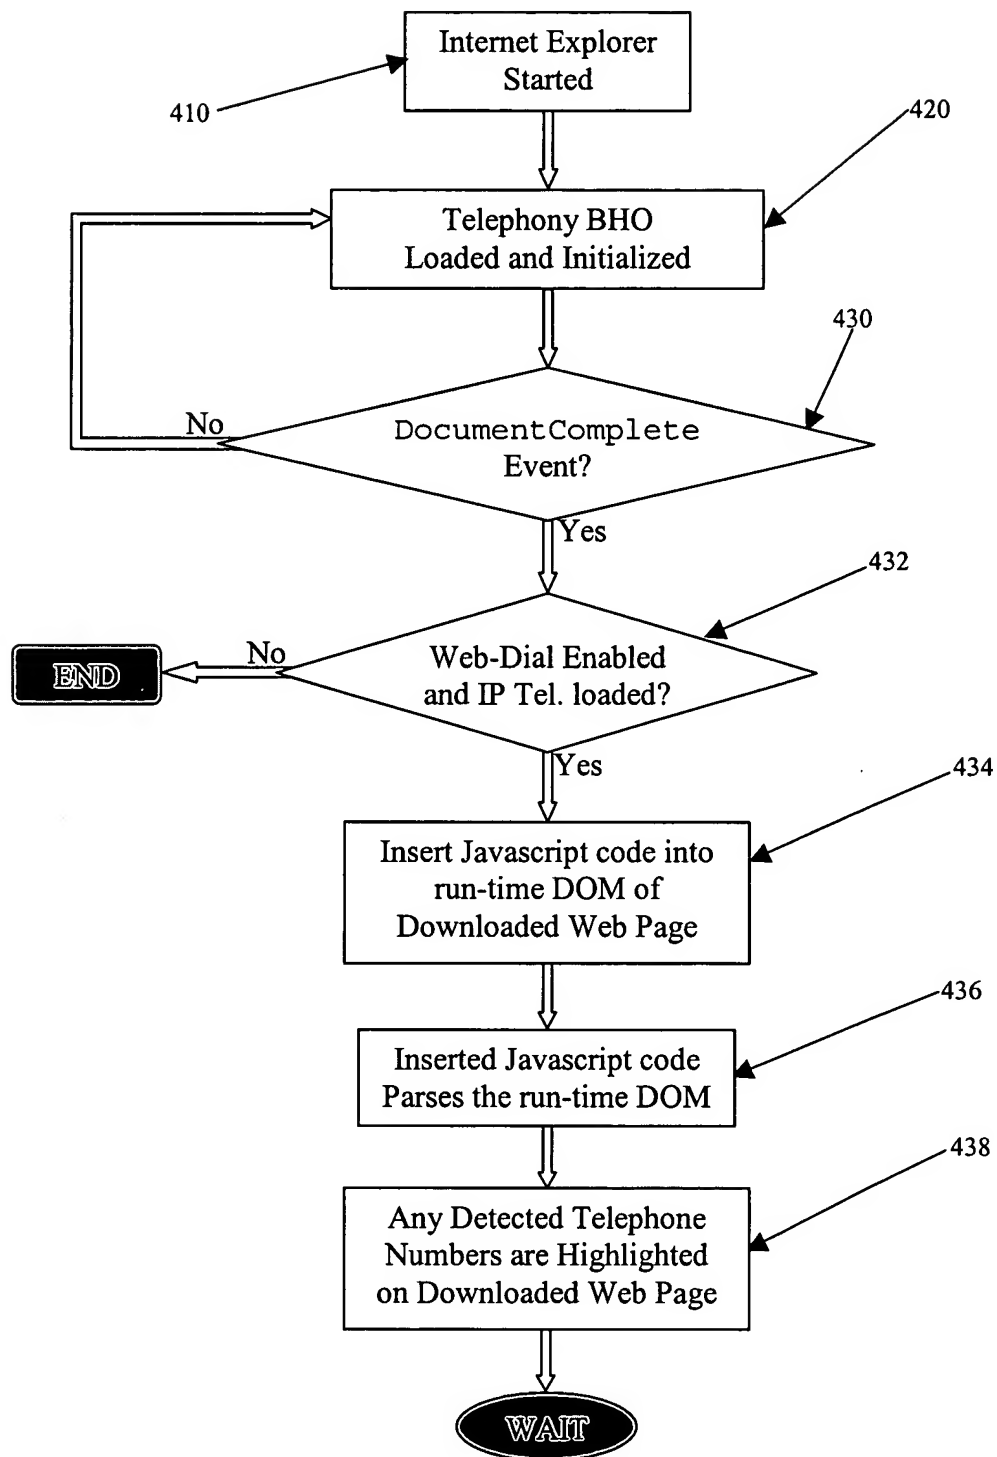 Internet Explorer
Started
410
420
Telephony BHO
Loaded and Initialized
430
No
DocumentComplete
Event?
Yes
432
END
No
Web-Dial Enabled
and IP Tel. loaded?
Yes
434
Insert Javascript code into
run-time DOM of
Downloaded Web Page
436
Inserted Javascript code
Parses the run-time DOM
438
Any Detected Telephone
Numbers are Highlighted
on Downloaded Web Page
WAIT